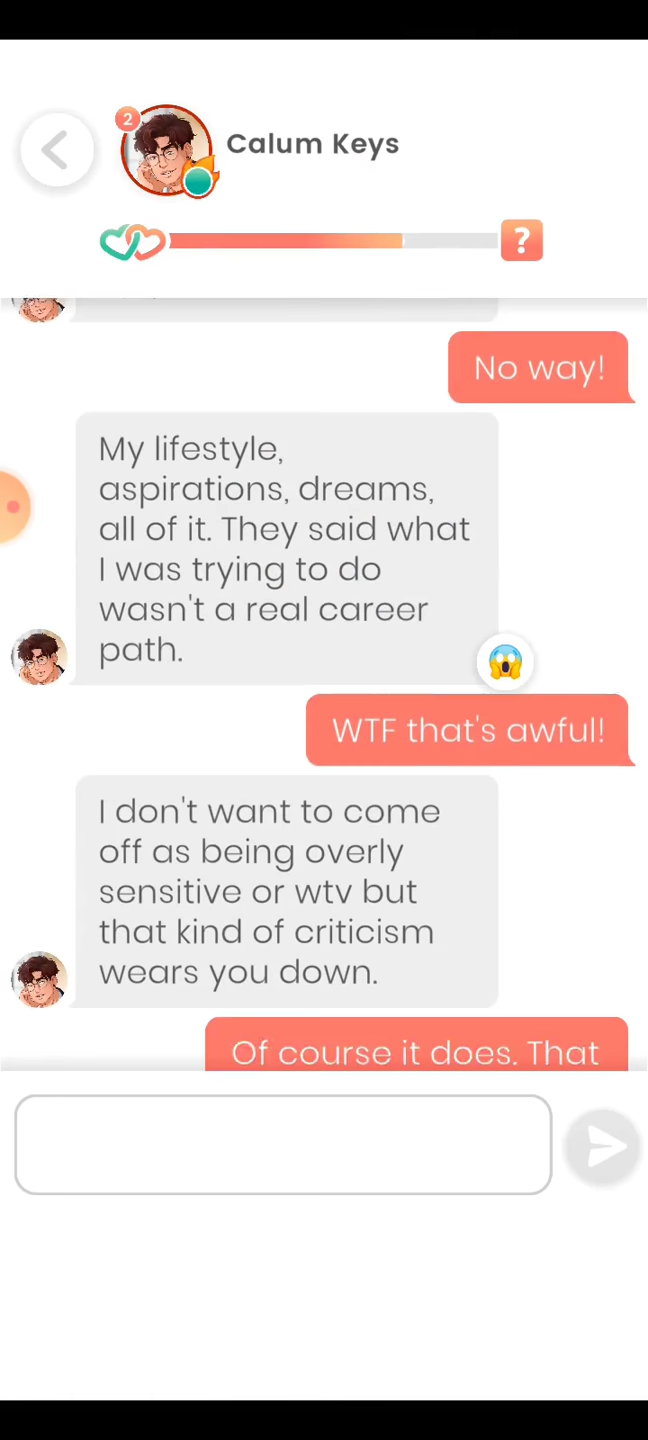 2
Calum Keys
?
No way!
My lifestyle,
aspirations, dreams,
all of it. They said what
I was trying to do
wasn't a real career
path.
WTF that's awful!
I don't want to come
off as being overly
sensitive or wtv but
that kind of criticism
wears you down.
Of course it does. That